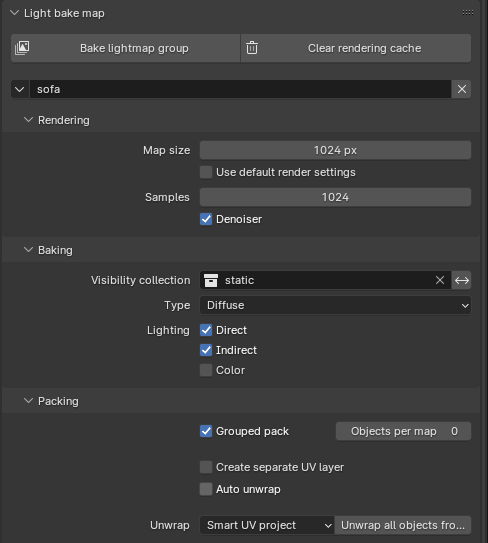 Light bake map
Bake lightmap group
Clear rendering cache
sofa
Rendering
Map size
1024 px
Use default render settings
Samples
1024
Denoiser
Baking
Visibility collection
static
Type
Diffuse
Lighting
Direct
Indirect
Color
Packing
Grouped pack
Objects per map 0
Create separate UV layer
Auto unwrap
Unwrap
Smart UV project
Unwrap all objects fro...